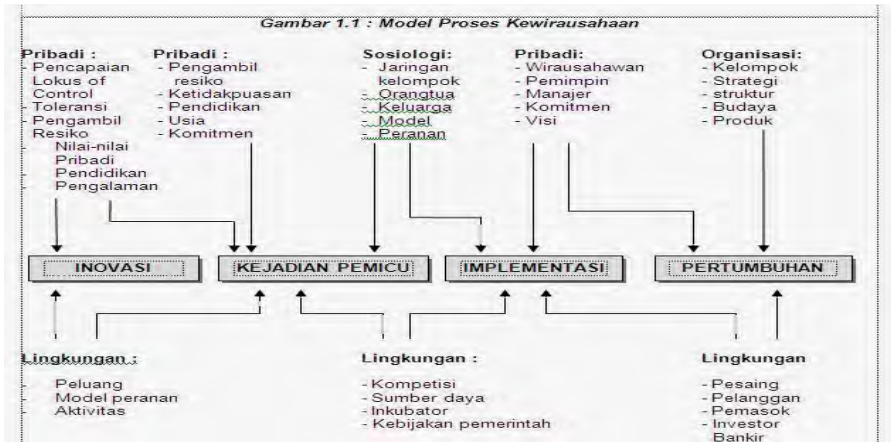 Gambar 1.1 : Model Proses Kewirausahaan
Pribadi :
- Pencapaian
Lokus of
Control
- Toleransi
- Pengambil
Resiko
- Nilai-nilai
Pribadi
- Pendidikan
- Pengalaman
Pribadi :
- Pengambil
resiko
- Ketidakpuasan
- Pendidikan
- Usia
- Komitmen
Sosiologi:
- Jaringan
kelompok
- Orangtua
- Keluarga
- Model
- Peranan
Pribadi:
- Wirausahawan
- Pemimpin
- Manajer
- Komitmen
- Visi
Organisasi:
- Kelompok
- Strategi
- struktur
- Budaya
- Produk
INOVASI
KEJADIAN PEMICU
IMPLEMENTASI
PERTUMBUHAN
Lingkungan :
- Peluang
- Model peranan
- Aktivitas
Lingkungan :
- Kompetisi
- Sumber daya
- Inkubator
- Kebijakan pemerintah
Lingkungan
- Pesaing
- Pelanggan
- Pemasok
- Investor
- Bankir